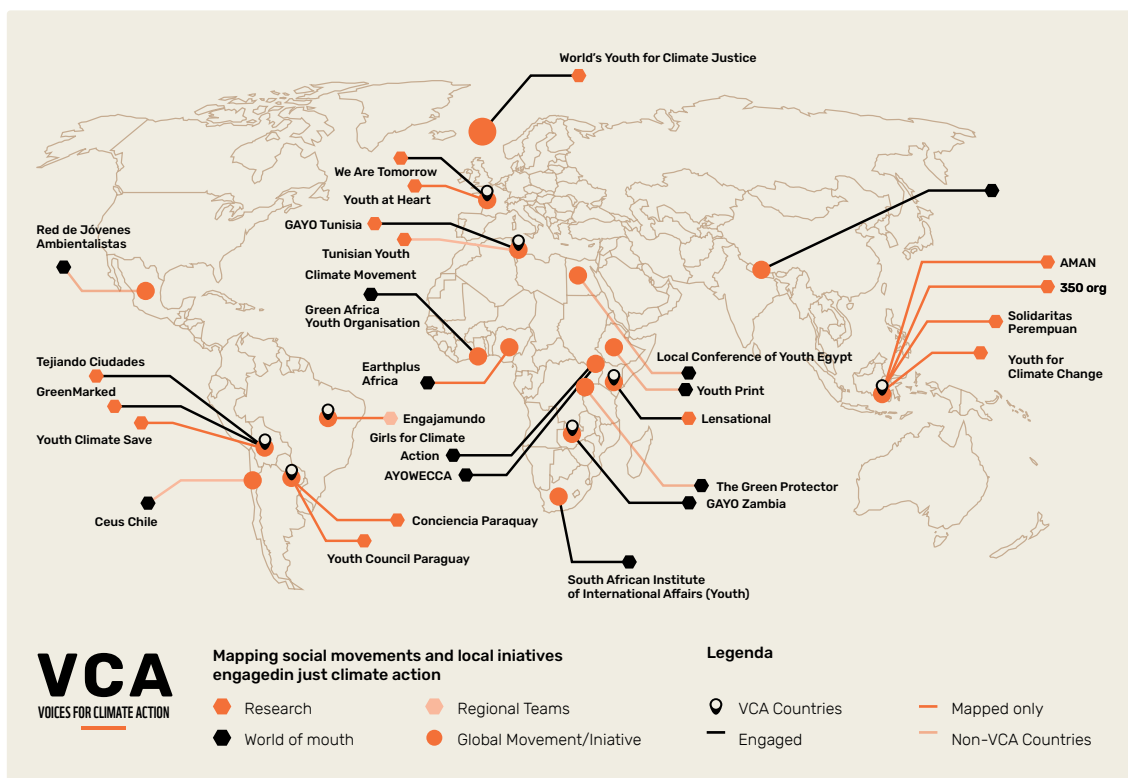 World's Youth for Climate Justice
We Are Tomorrow
Youth at Heart
GAYO Tunisia
Tunisian Youth
Climate Movement
Green Africa
Youth Organisation
Red de Jóvenes
Ambientalistas
AMAN
350 org
Solidaritas
Perempuan
Youth for
Climate Change
Local Conference of Youth Egypt
Youth Print
Earthplus
Africa
Tejiando Ciudades
GreenMarked
Youth Climate Save
Engajamundo
Lensational
Girls for Climate
Action
AYOWECCA
The Green Protector
GAYO Zambia
Ceus Chile
Conciencia Paraquay
Youth Council Paraguay
South African Institute
of International Affairs (Youth)
VCA
VOICES FOR CLIMATE ACTION
Mapping social movements and local iniatives
engagedin just climate action
Research
Regional Teams
World of mouth
Global Movement/Iniative
Legenda
VCA Countries
Mapped only
Engaged
Non-VCA Countries